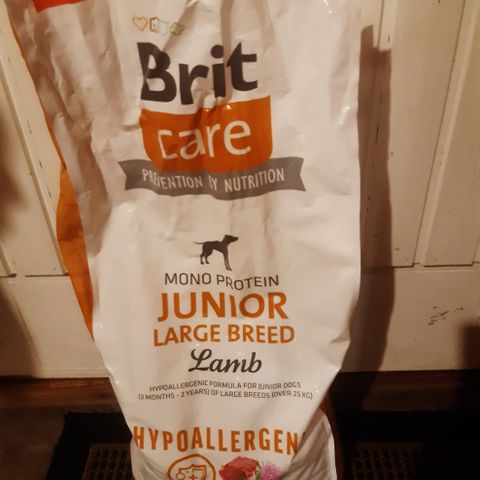 Brit
care
PREVENTION BY NUTRITION
MONO PROTEIN
JUNIOR
LARGE BREED
Lamb
HYPOALLERGENIC FORMULA FOR JUNIOR DOGS
(3 MONTHS - 2 YEARS) OF LARGE BREEDS (OVER 25 KG)
HYPOALLERGEN